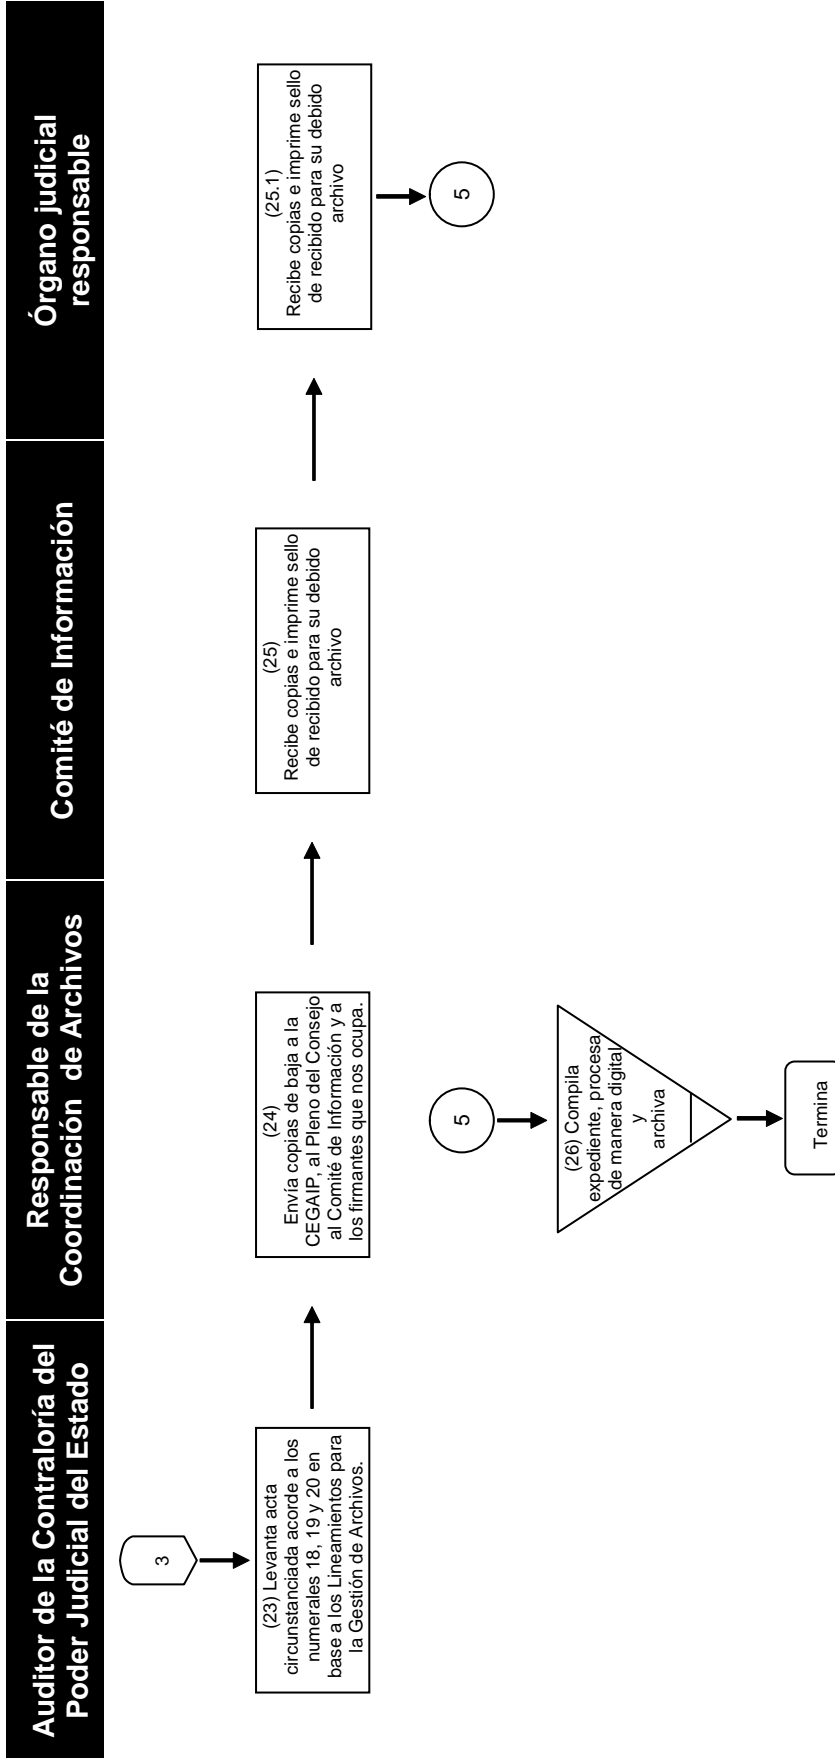 Auditor de la Contraloría del
Poder Judicial del Estado
Responsable de la
Coordinación de Archivos
Comité de Información
Órgano judicial
responsable
3
(23) Levanta acta
circunstanciada acorde a los
numerales 18, 19 y 20 en
base a los Lineamientos para
la Gestión de Archivos.
(24)
Envía copias de baja a la
CEGAIP, al Pleno del Consejo
al Comité de Información y a
los firmantes que nos ocupa.
(25)
Recibe copias e imprime sello
de recibido para su debido
archivo
(25.1)
Recibe copias e imprime sello
de recibido para su debido
archivo
5
5
(26) Compila
expediente, procesa
de manera digital
y
archiva
Termina